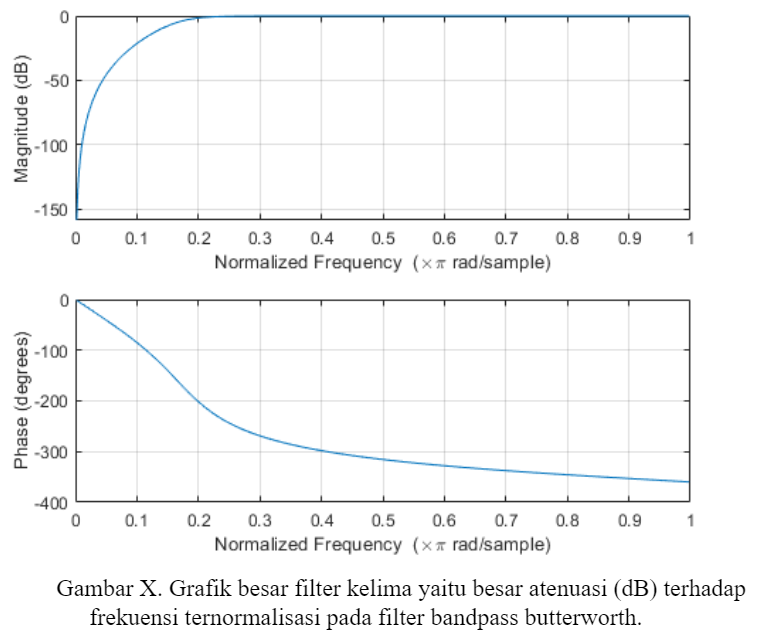 0
-50
-100
-150
Magnitude (dB)
0 0.1 0.2 0.3 0.4 0.5 0.6 0.7 0.8 0.9 1
Normalized Frequency (×π rad/sample)
0
-100
-200
-300
-400
Phase (degrees)
0 0.1 0.2 0.3 0.4 0.5 0.6 0.7 0.8 0.9 1
Normalized Frequency (×π rad/sample)
Gambar X. Grafik besar filter kelima yaitu besar atenuasi (dB) terhadap
frekuensi ternormalisasi pada filter bandpass butterworth.